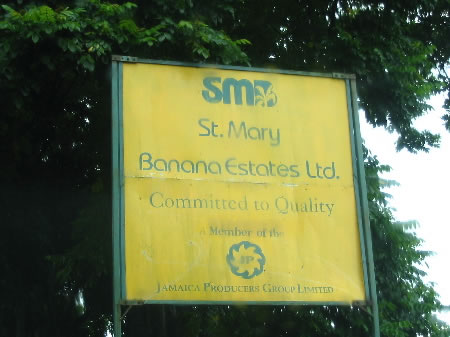 SMB
St. Mary
Banana Estates Ltd.
Committed to Quality
a Member of the
JP
Jamaica Producers Group Limited